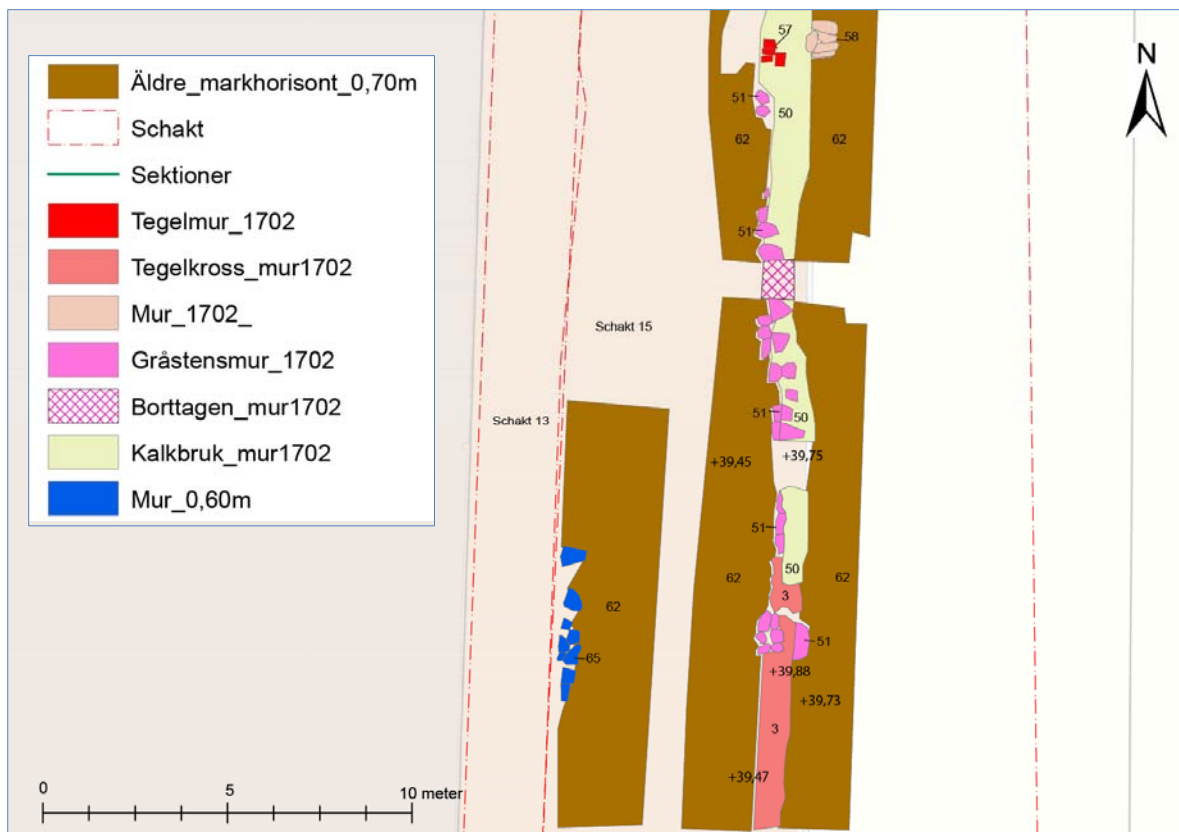 Äldre_markhorisont_0,70m
Schakt
Sektioner
Tegelmur_1702
Tegelkross_mur1702
Mur_1702_
Gråstensmur_1702
Borttagen_mur1702
Kalkbruk_mur1702
Mur_0,60m
N
57
58
51
50
62
62
51
Schakt 15
Schakt 13
51
50
+39,45
+39,75
51
50
62
62
62
3
51
65
+39,88
+39,73
3
+39,47
0
5
10 meter